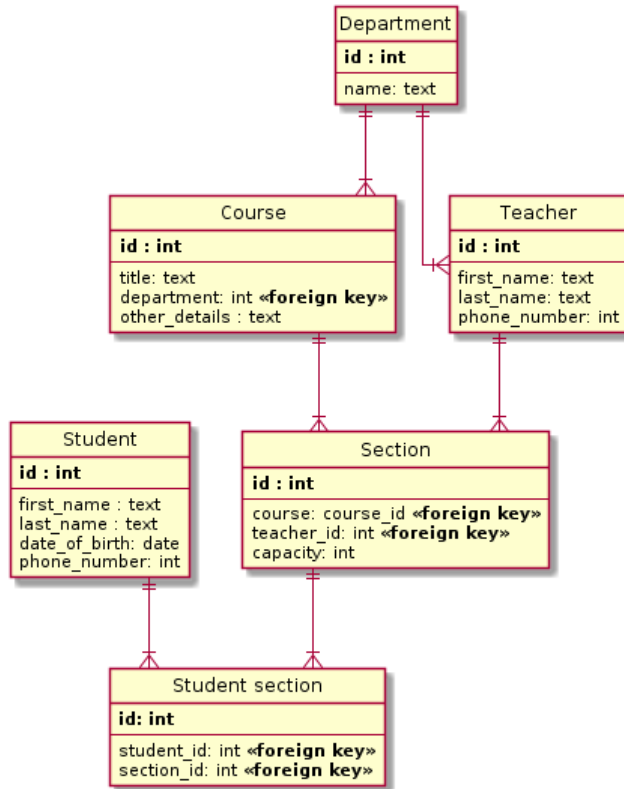 Department
id : int
name: text
Course
id : int
title: text
department: int «foreign key»
other_details : text
Teacher
id : int
first_name: text
last_name: text
phone_number: int
Student
id : int
first_name : text
last_name : text
date_of_birth: date
phone_number: int
Section
id : int
course: course_id «foreign key»
teacher_id: int «foreign key»
capacity: int
Student section
id: int
student_id: int «foreign key»
section_id: int «foreign key»